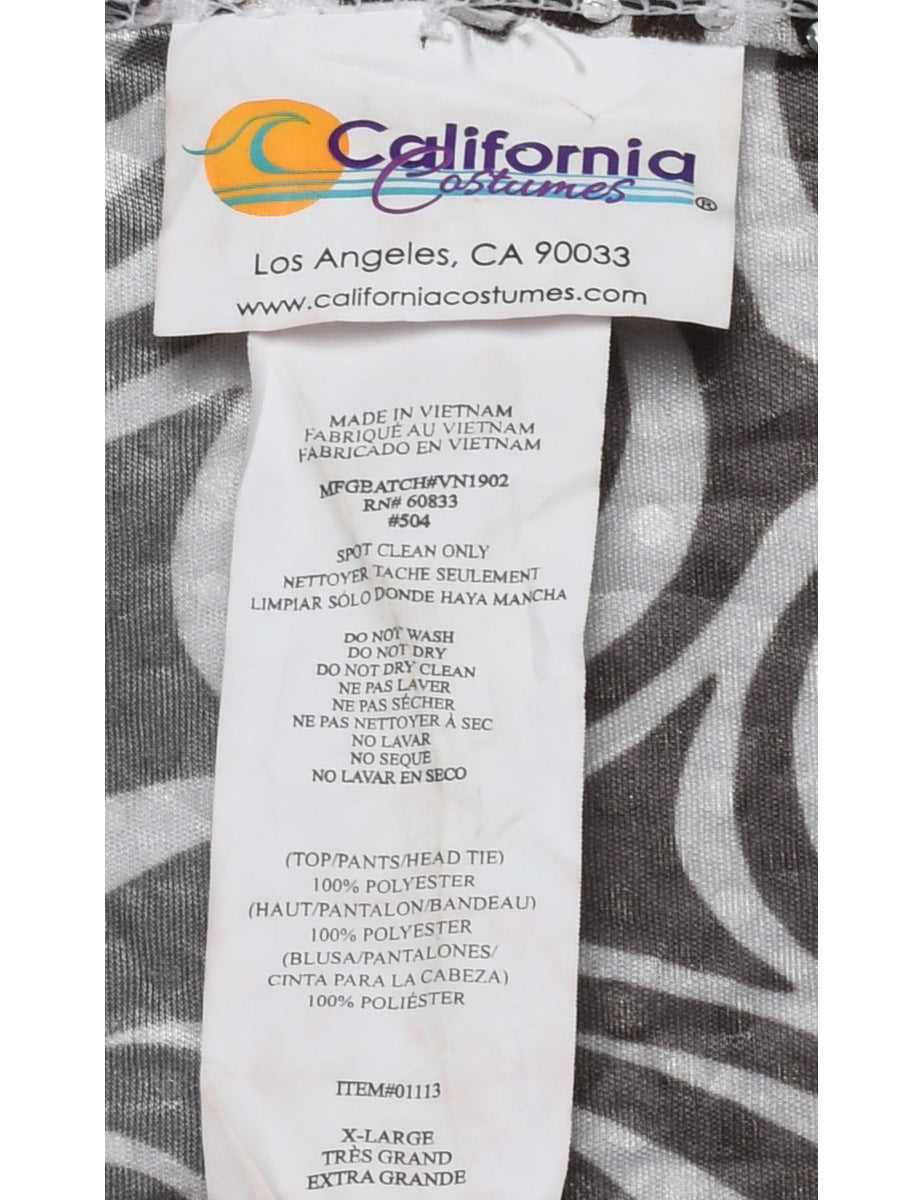 California
Costumes®
Los Angeles, CA 90033
www.californiacostumes.com
MADE IN VIETNAM
FABRIQUÉ AU VIETNAM
FABRICADO EN VIETNAM
MFGBATCH#VN1902
RN# 60833
#504
SPOT CLEAN ONLY
NETTOYER TACHE SEULEMENT
LIMPIAR SÓLO DONDE HAYA MANCHA
DO NOT WASH
DO NOT DRY
DO NOT DRY CLEAN
NE PAS LAVER
NE PAS SÉCHER
NE PAS NETTOYER À SEC
NO LAVAR
NO SEQUE
NO LAVAR EN SECO
(TOP/PANTS/HEAD TIE)
100% POLYESTER
(HAUT/PANTALON/BANDEAU)
100% POLYESTER
(BLUSA/PANTALONES/
CINTA PARA LA CABEZA)
100% POLIÉSTER
ITEM#01113
X-LARGE
TRÈS GRAND
EXTRA GRANDE